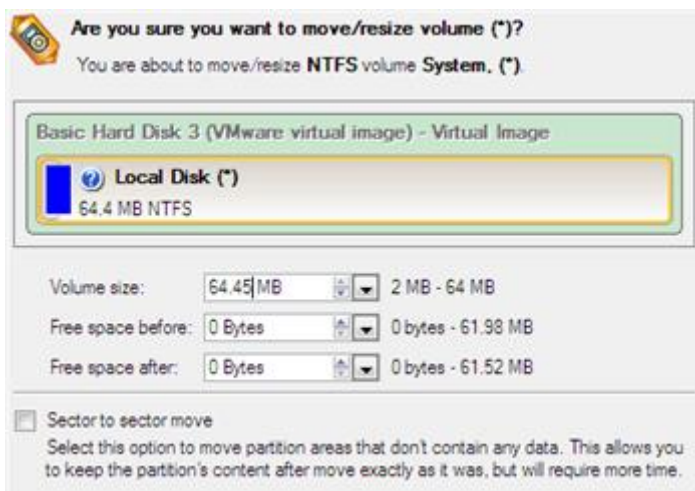 Are you sure you want to move/resize volume (*)?
You are about to move/resize NTFS volume System, (*).
Basic Hard Disk 3 (VMware virtual image) - Virtual Image
Local Disk (*)
64,4 MB NTFS
Volume size: 64.45 MB 2 MB - 64 MB
Free space before: 0 Bytes 0 bytes - 61.98 MB
Free space after: 0 Bytes 0 bytes - 61.52 MB
Sector to sector move
Select this option to move partition areas that don't contain any data. This allows you
to keep the partition's content after move exactly as it was, but will require more time.